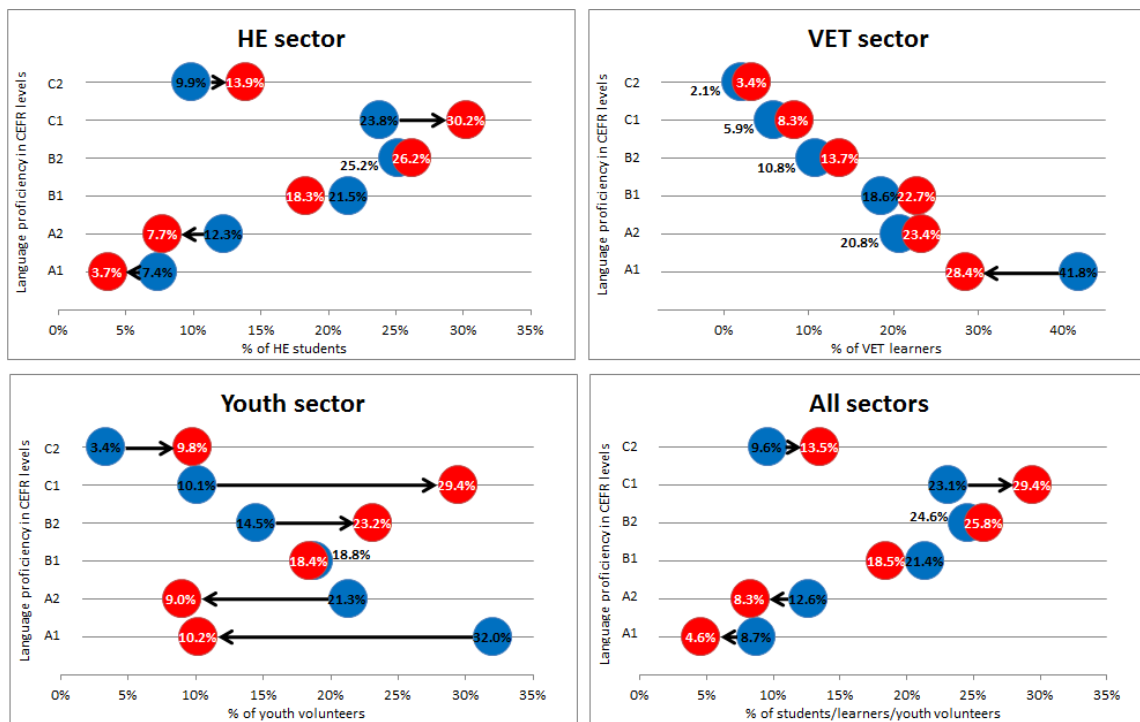 HE sector
Language proficiency in CEFR levels
C2
9.9% 13.9%
C1
23.8% 30.2%
B2
25.2% 26.2%
B1
18.3% 21.5%
A2
7.7% 12.3%
A1
3.7% 7.4%
0% 5% 10% 15% 20% 25% 30% 35%
% of HE students
VET sector
Language proficiency in CEFR levels
C2
2.1% 3.4%
C1
5.9% 8.3%
B2
10.8% 13.7%
B1
18.6% 22.7%
A2
20.8% 23.4%
A1
28.4% 41.8%
0% 10% 20% 30% 40%
% of VET learners
Youth sector
Language proficiency in CEFR levels
C2
3.4% 9.8%
C1
10.1% 29.4%
B2
14.5% 23.2%
B1
18.4% 18.8%
A2
9.0% 21.3%
A1
10.2% 32.0%
0% 5% 10% 15% 20% 25% 30% 35%
% of youth volunteers
All sectors
Language proficiency in CEFR levels
C2
9.6% 13.5%
C1
23.1% 29.4%
B2
24.6% 25.8%
B1
18.5% 21.4%
A2
8.3% 12.6%
A1
4.6% 8.7%
0% 5% 10% 15% 20% 25% 30% 35%
% of students/learners/youth volunteers